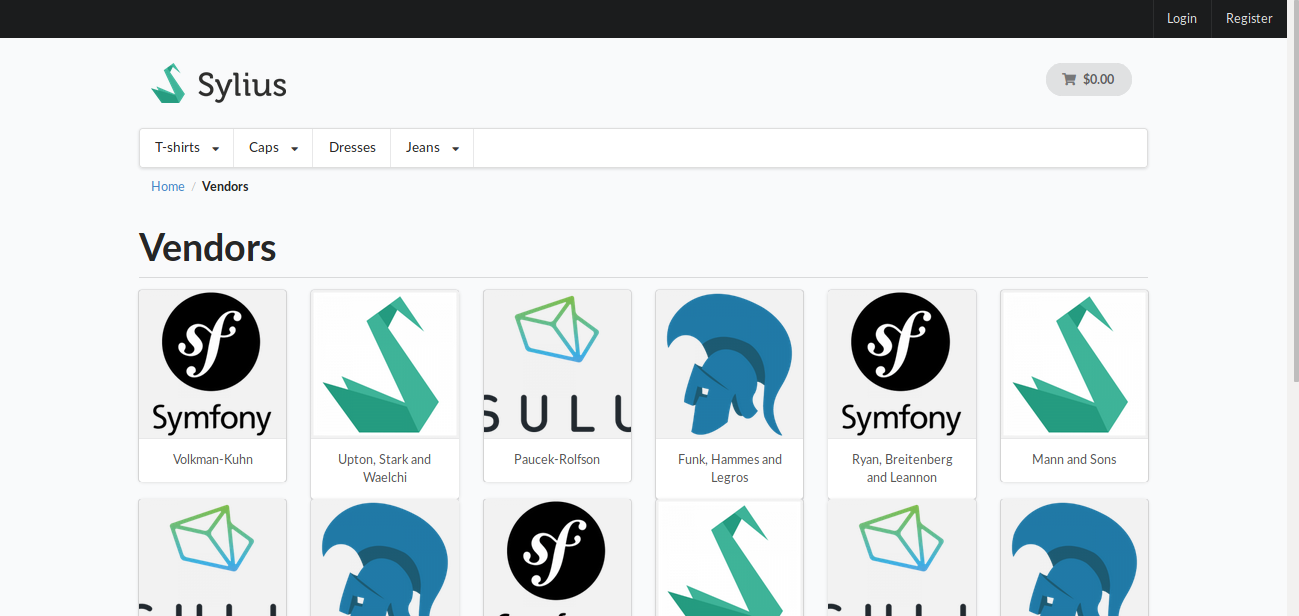 Login Register
Sylius
$0.00
T-shirts Caps Dresses Jeans
Home / Vendors
Vendors
sf sf
Symfony SULU Symfony
Volkman-Kuhn
Upton, Stark and
Waelchi
Paucek-Rolfson
Funk, Hammes and
Legros
Ryan, Breitenberg
and Leannon
Mann and Sons
sf